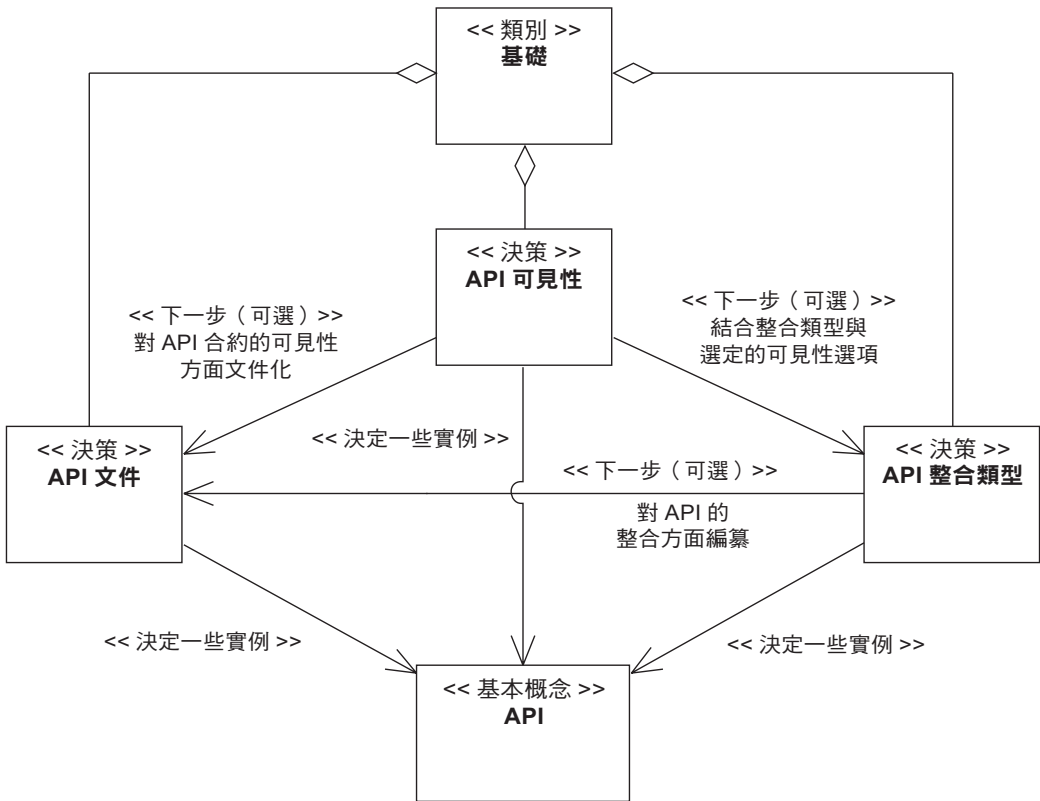 << 類別 >>
基礎
<< 決策 >>
API 可見性
<< 下一步（可選）>>
對 API 合約的可見性
方面文件化
<< 下一步（可選）>>
結合整合類型與
選定的可見性選項
<< 決策 >>
API 文件
<< 決定一些實例 >>
<< 決策 >>
API 整合類型
<< 下一步（可選）>>
對 API 的
整合方面編纂
<< 決定一些實例 >>
<< 決定一些實例 >>
<< 基本概念 >>
API